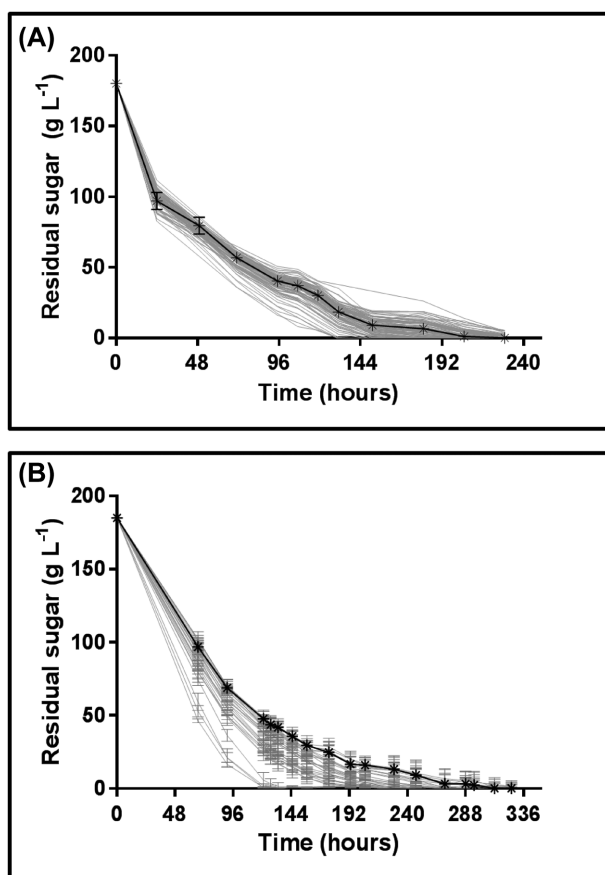 (A)
200
150
100
50
0
Residual sugar (g L-1)
0 48 96 144 192 240
Time (hours)
(B)
200
150
100
50
0
Residual sugar (g L-1)
0 48 96 144 192 240 288 336
Time (hours)